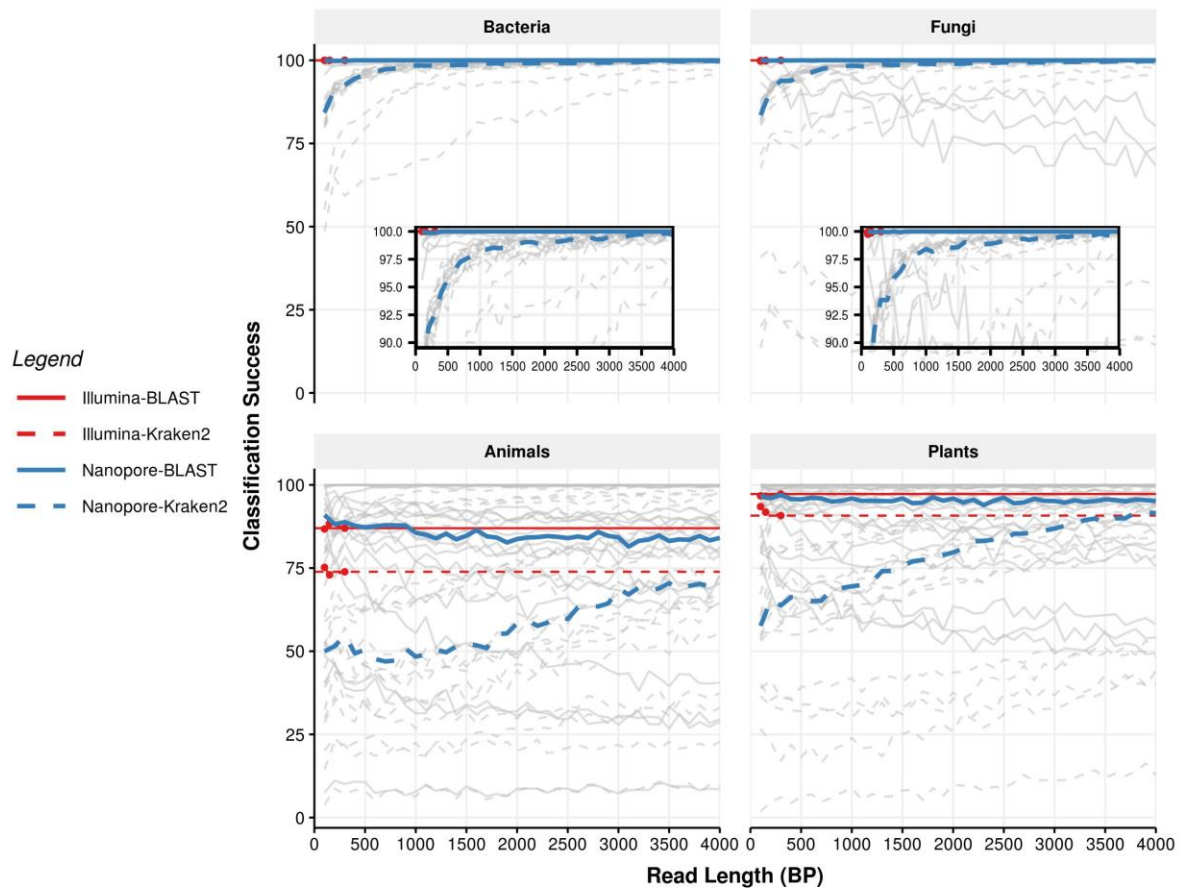 Bacteria
Fungi
100
75
50
25
0
100.0
97.5
95.0
92.5
90.0
0 500 1000 1500 2000 2500 3000 3500 4000
100.0
97.5
95.0
92.5
90.0
0 500 1000 1500 2000 2500 3000 3500 4000
Legend
Illumina-BLAST
Illumina-Kraken2
Nanopore-BLAST
Nanopore-Kraken2
Classification Success
Animals
Plants
100
75
50
25
0
0 500 1000 1500 2000 2500 3000 3500 4000
0 500 1000 1500 2000 2500 3000 3500 4000
Read Length (BP)